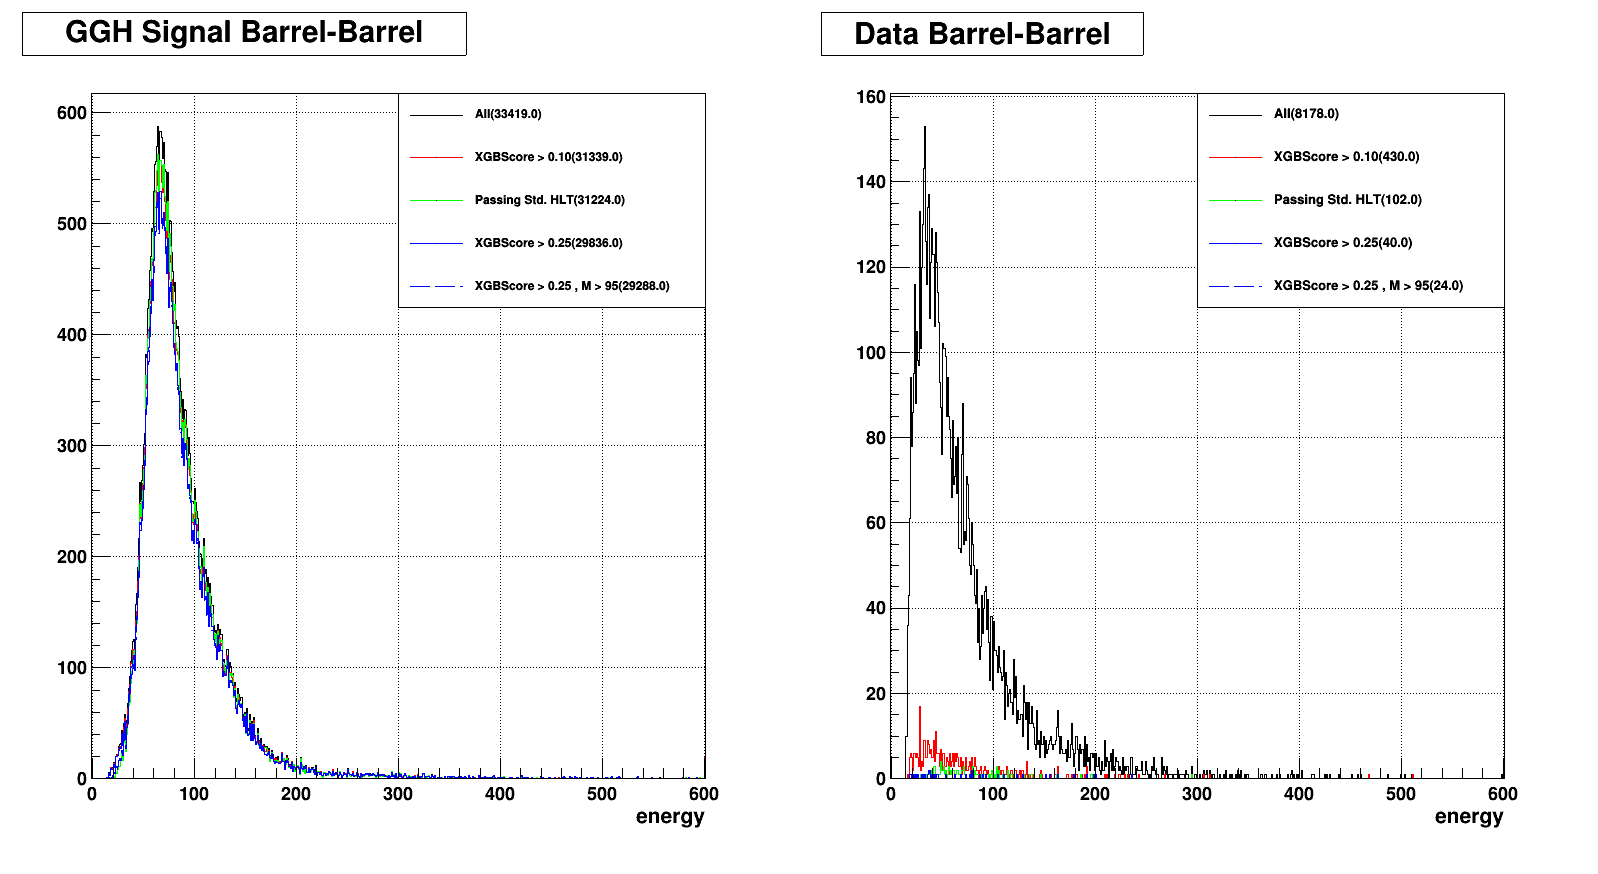 GGH Signal Barrel-Barrel
All(33419.0)
XGBScore > 0.10(31339.0)
Passing Std. HLT(31224.0)
XGBScore > 0.25(29836.0)
XGBScore > 0.25 , M > 95(29288.0)
600
500
400
300
200
100
0
0 100 200 300 400 500 600
energy
Data Barrel-Barrel
All(8178.0)
XGBScore > 0.10(430.0)
Passing Std. HLT(102.0)
XGBScore > 0.25(40.0)
XGBScore > 0.25 , M > 95(24.0)
160
140
120
100
80
60
40
20
0
0 100 200 300 400 500 600
energy